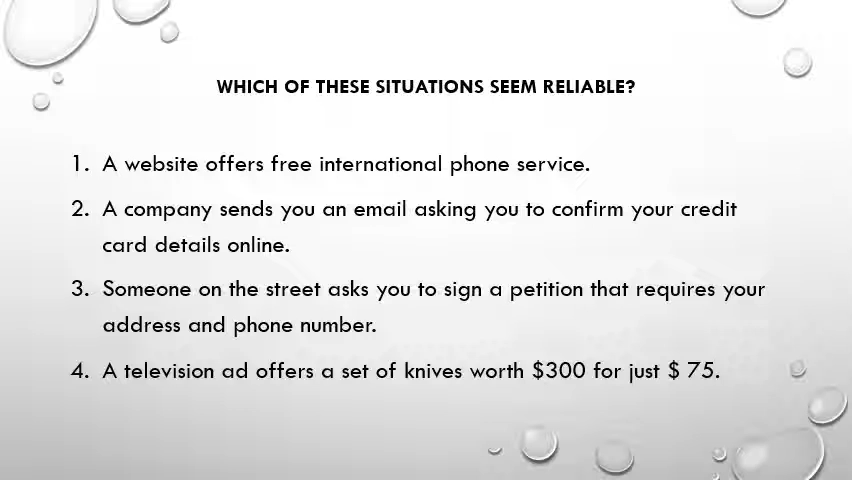 WHICH OF THESE SITUATIONS SEEM RELIABLE?
1. A website offers free international phone service.
2. A company sends you an email asking you to confirm your credit
card details online.
3. Someone on the street asks you to sign a petition that requires your
address and phone number.
4. A television ad offers a set of knives worth $300 for just $ 75.